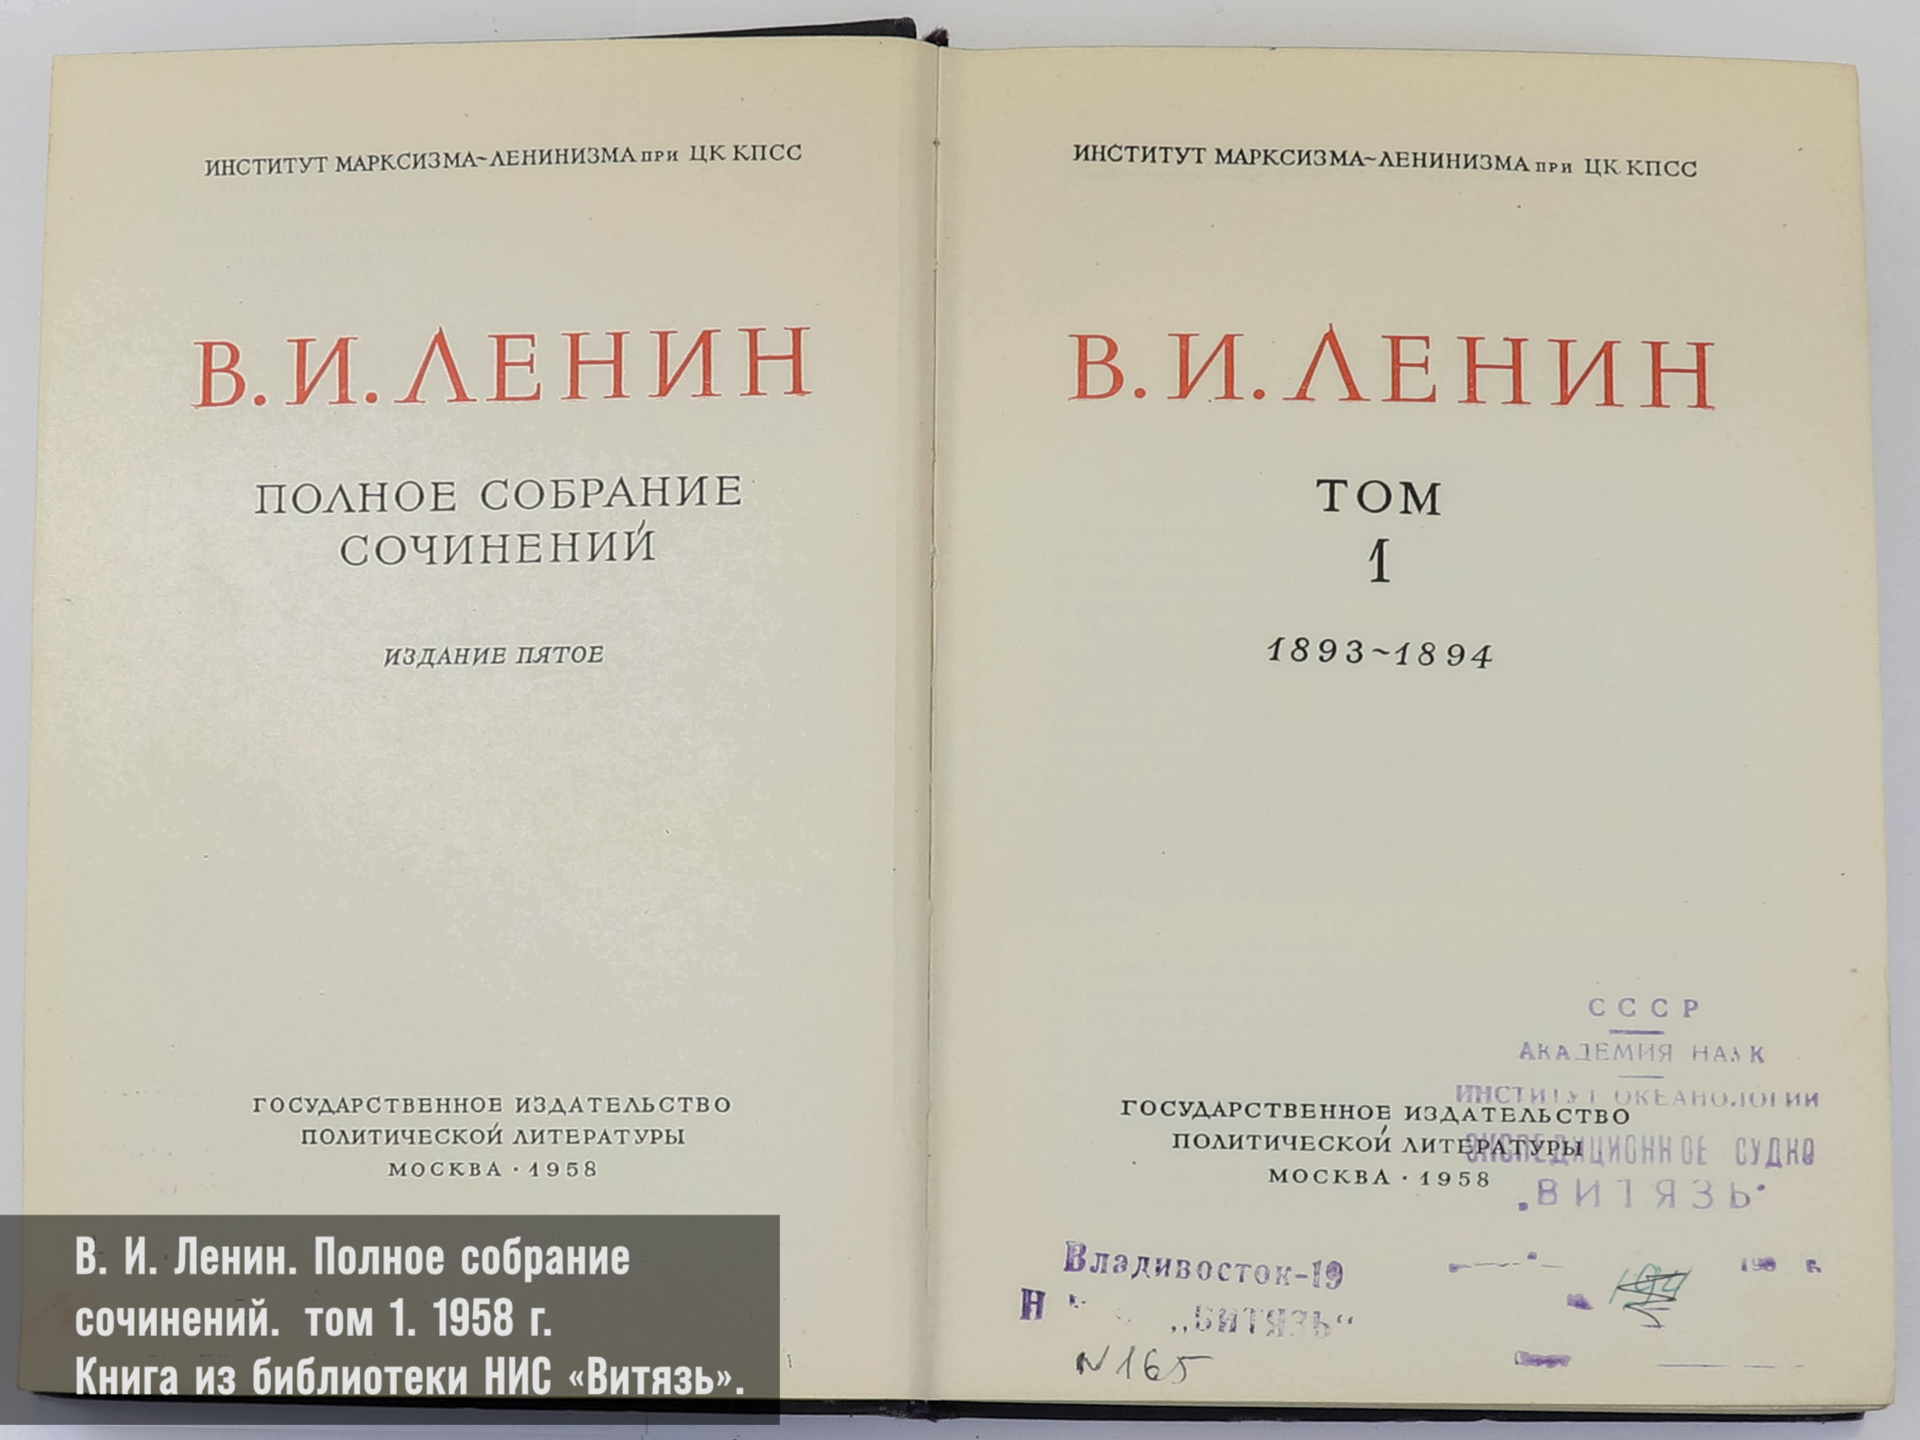 ИНСТИТУТ МАРКСИЗМА~ЛЕНИНИЗМА ПРИ ЦК КПСС
В. И. ЛЕНИН
ПОЛНОЕ СОБРАНИЕ
СОЧИНЕНИЙ
ИЗДАНИЕ ПЯТОЕ
ГОСУДАРСТВЕННОЕ ИЗДАТЕЛЬСТВО
ПОЛИТИЧЕСКОЙ ЛИТЕРАТУРЫ
МОСКВА · 1958
ИНСТИТУТ МАРКСИЗМА~ЛЕНИНИЗМА ПРИ ЦК КПСС
В. И. ЛЕНИН
ТОМ
1
1893~1894
ГОСУДАРСТВЕННОЕ ИЗДАТЕЛЬСТВО
ПОЛИТИЧЕСКОЙ ЛИТЕРАТУРЫ
МОСКВА · 1958
СССР
АКАДЕМИЯ НАУК
ИНСТИТУТ ОКЕАНОЛОГИИ
ЭКСПЕДИЦИОННОЕ СУДНО
„ВИТЯЗЬ"
Владивосток-19
„ВИТЯЗЬ“
N 165
В. И. Ленин. Полное собрание
сочинений. том 1. 1958 г.
Книга из библиотеки НИС «Витязь».